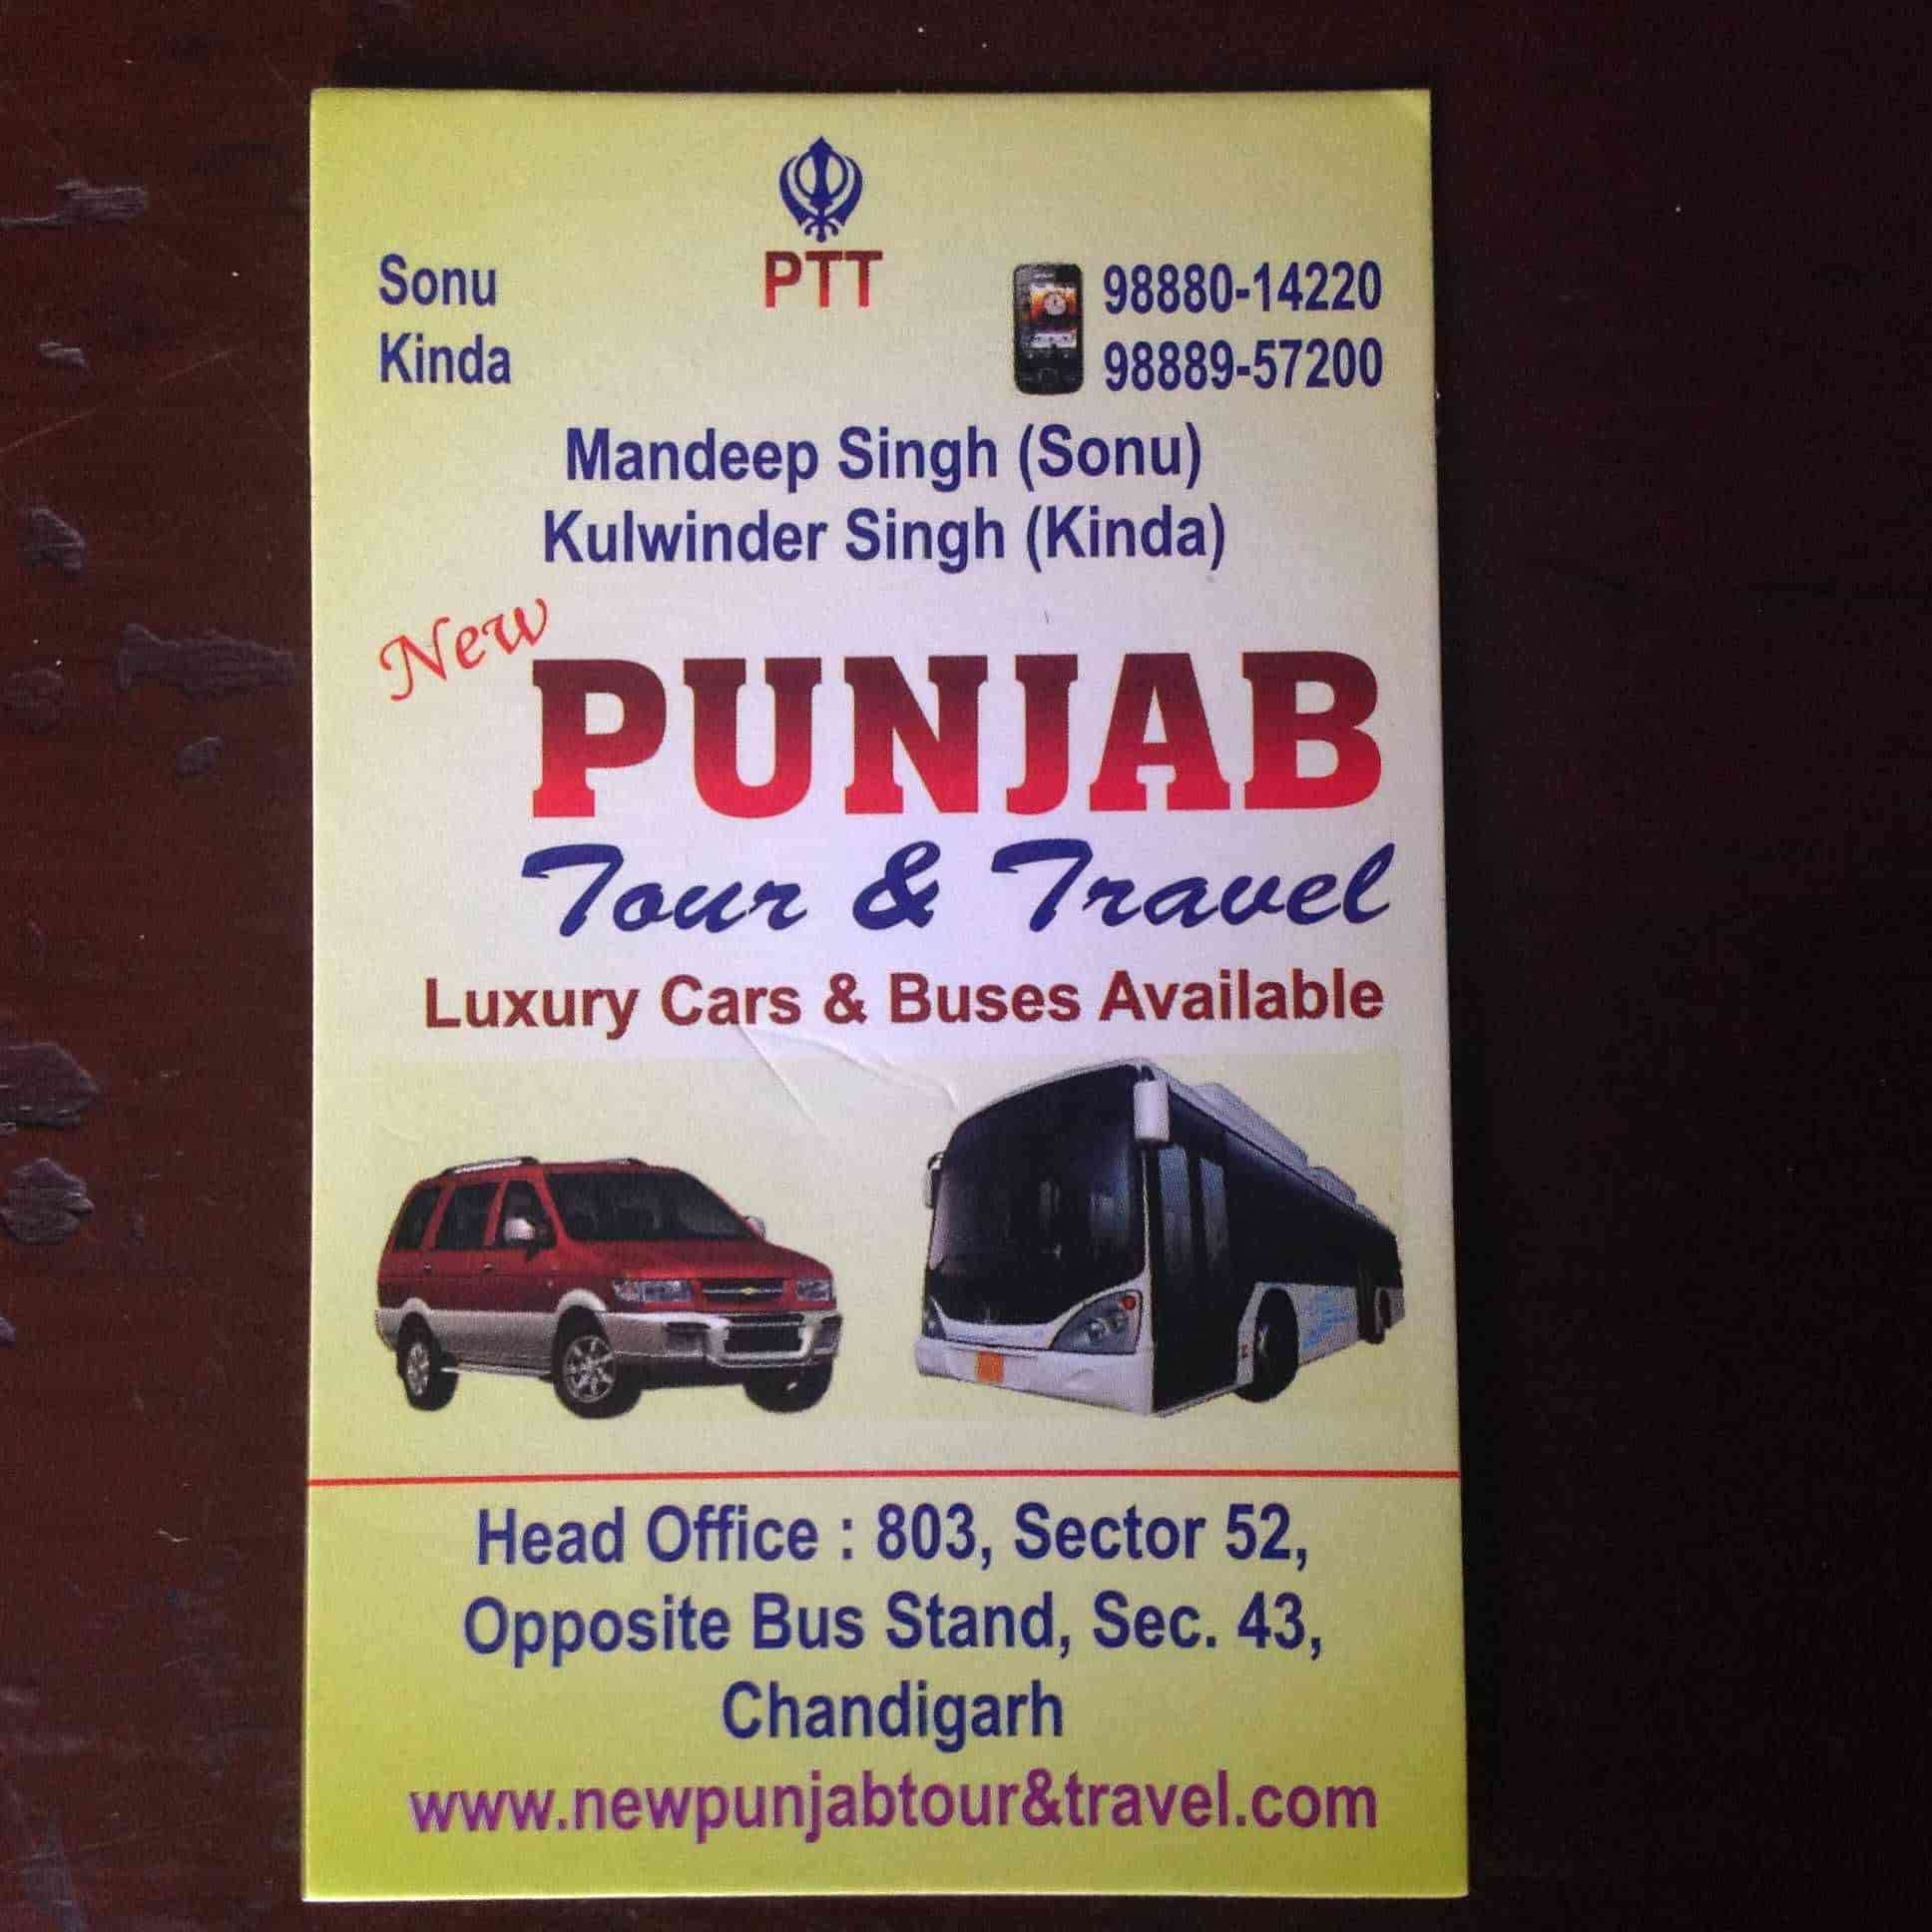 PTT
Sonu 98880-14220
Kinda 98889-57200
Mandeep Singh (Sonu)
Kulwinder Singh (Kinda)
New
PUNJAB
Tour & Travel
Luxury Cars & Buses Available
Head Office : 803, Sector 52,
Opposite Bus Stand, Sec. 43,
Chandigarh
www.newpunjabtour&travel.com